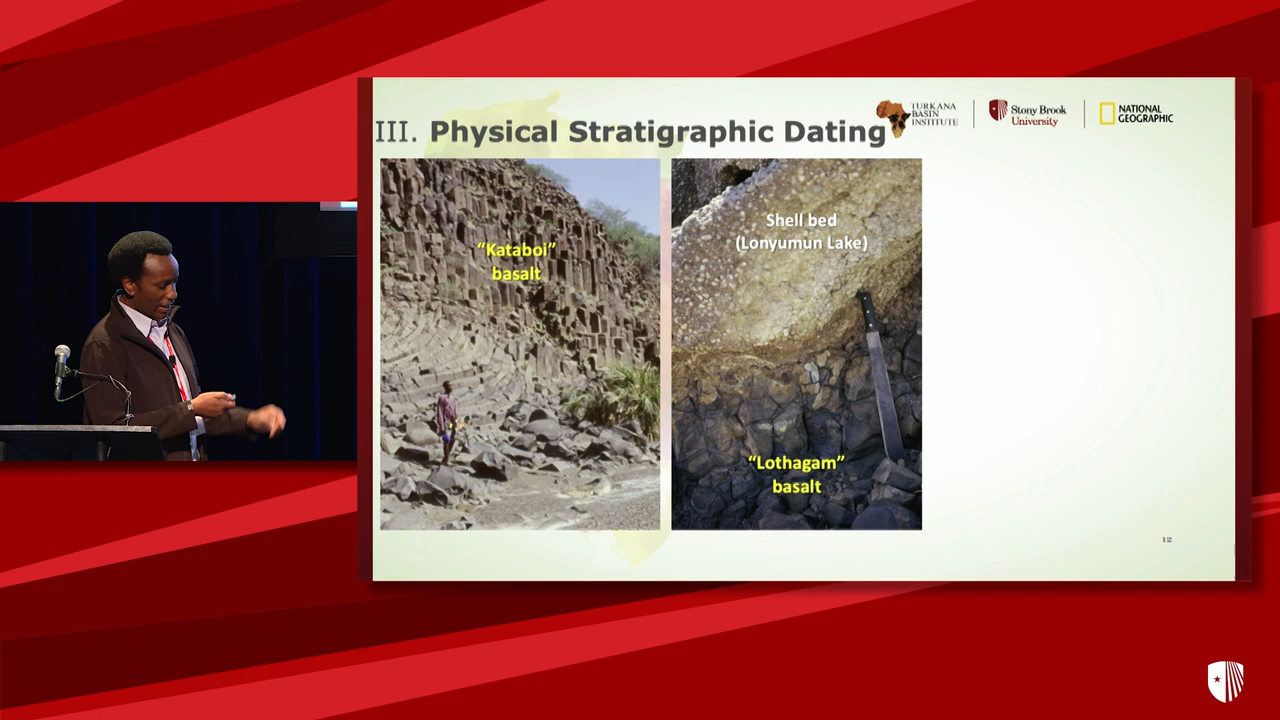 III. Physical Stratigraphic Dating
TURKANA
BASIN
INSTITUTE
Stony Brook
University
NATIONAL
GEOGRAPHIC
“Kataboi”
basalt
Shell bed
(Lonyumun Lake)
“Lothagam”
basalt
12